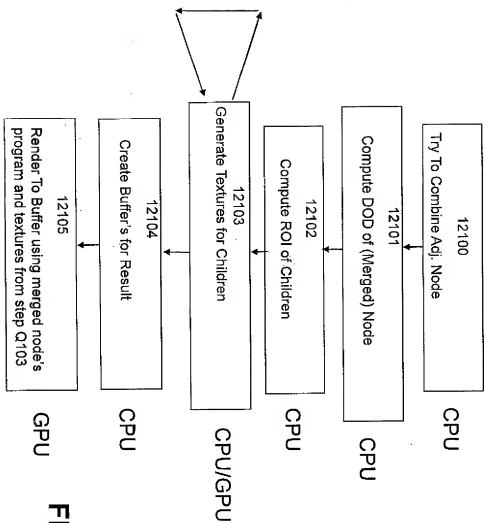 12100
Try To Combine Adj. Node
CPU
12101
Compute DOD of (Merged) Node
CPU
12102
Compute ROI of Children
CPU
12103
Generate Textures for Children
CPU/GPU
12104
Create Buffer's for Result
CPU
12105
Render To Buffer using merged node's
program and textures from step Q103
GPU